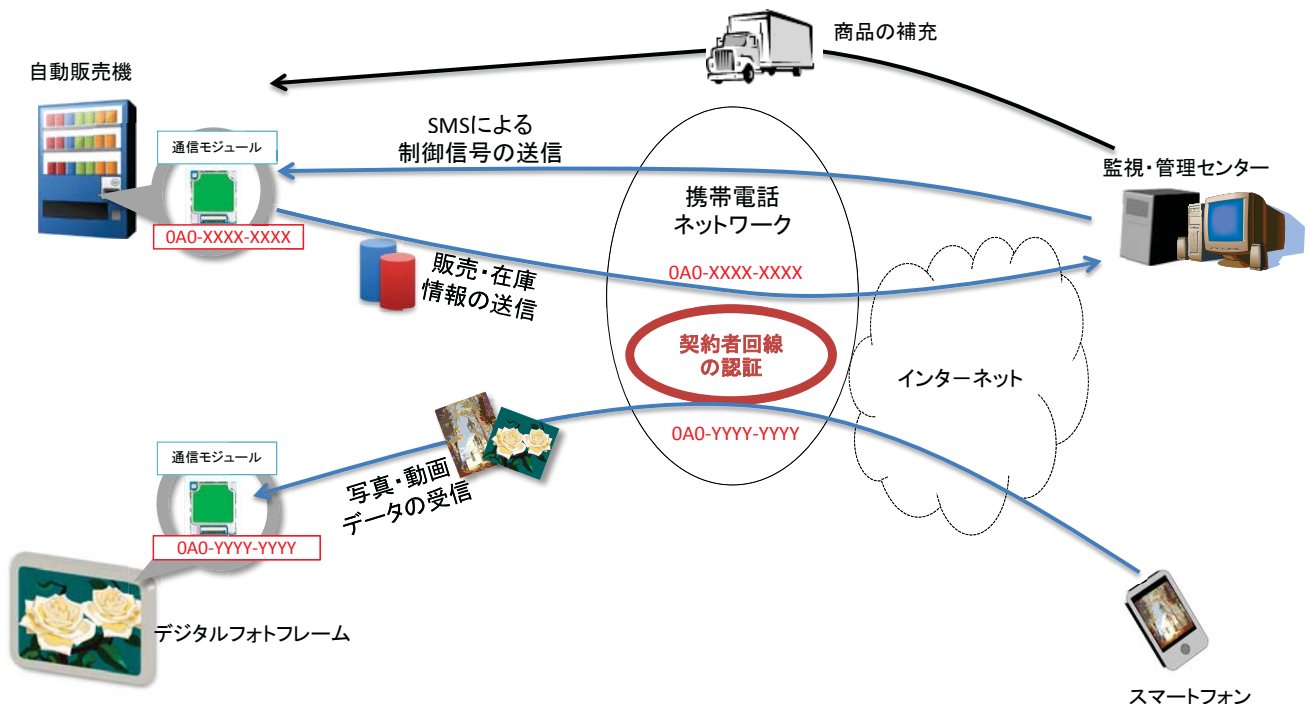 商品の補充
自動販売機
SMSによる
制御信号の送信
通信モジュール
監視・管理センター
携帯電話
ネットワーク
0A0-XXXX-XXXX
0A0-XXXX-XXXX
販売・在庫
情報の送信
契約者回線
の認証
インターネット
0A0-YYYY-YYYY
通信モジュール
写真・動画
データの受信
0A0-YYYY-YYYY
デジタルフォトフレーム
スマートフォン